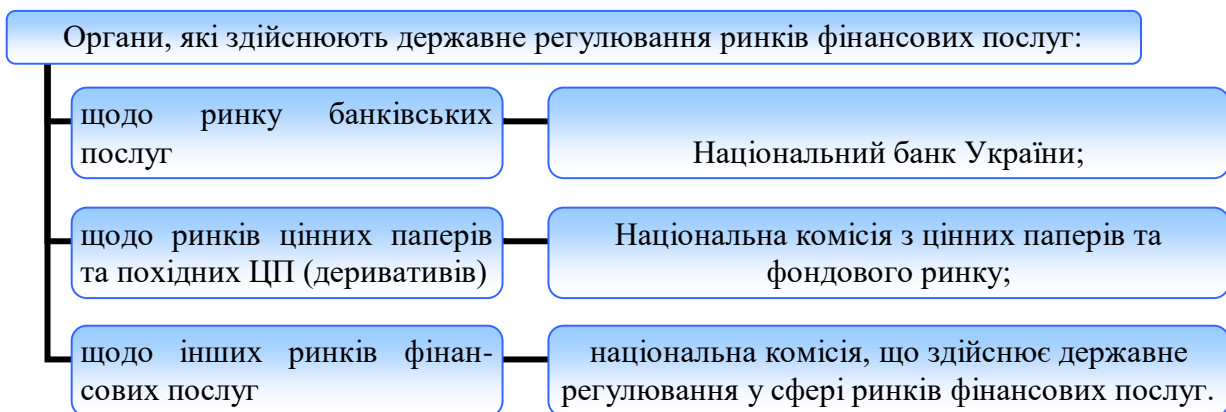 Органи, які здійснюють державне регулювання ринків фінансових послуг:
щодо ринку банківських
послуг
Національний банк України;
щодо ринків цінних паперів
та похідних ЦП (деривативів)
Національна комісія з цінних паперів та
фондового ринку;
щодо інших ринків фінан-
сових послуг
національна комісія, що здійснює державне
регулювання у сфері ринків фінансових послуг.